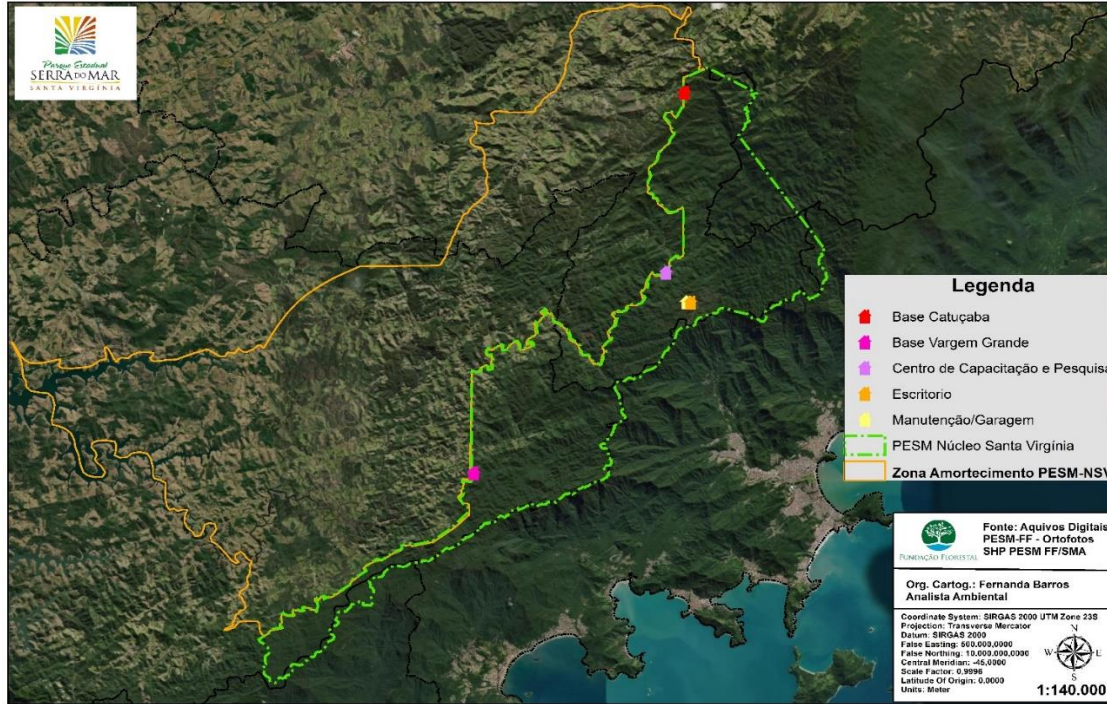 Parque Estadual
SERRA DO MAR
SANTA VIRGÍNIA
Legenda
Base Catuçaba
Base Vargem Grande
Centro de Capacitação e Pesquisa
Escritorio
Manutenção/Garagem
PESM Núcleo Santa Virgínia
Zona Amortecimento PESM-NSV
FUNDAÇÃO FLORESTAL
Fonte: Aquivos Digitais
PESM-FF - Ortofotos
SHP PESM FF/SMA
Org. Cartog.: Fernanda Barros
Analista Ambiental
Coordinate System: SIRGAS 2000 UTM Zone 23S
Projection: Transverse Mercator
Datum: SIRGAS 2000
False Easting: 500.000,0000
False Northing: 10.000.000,0000
Central Meridian: -45,0000
Scale Factor: 0,9996
Latitude Of Origin: 0,0000
Units: Meter
N
W
E
S
1:140.000